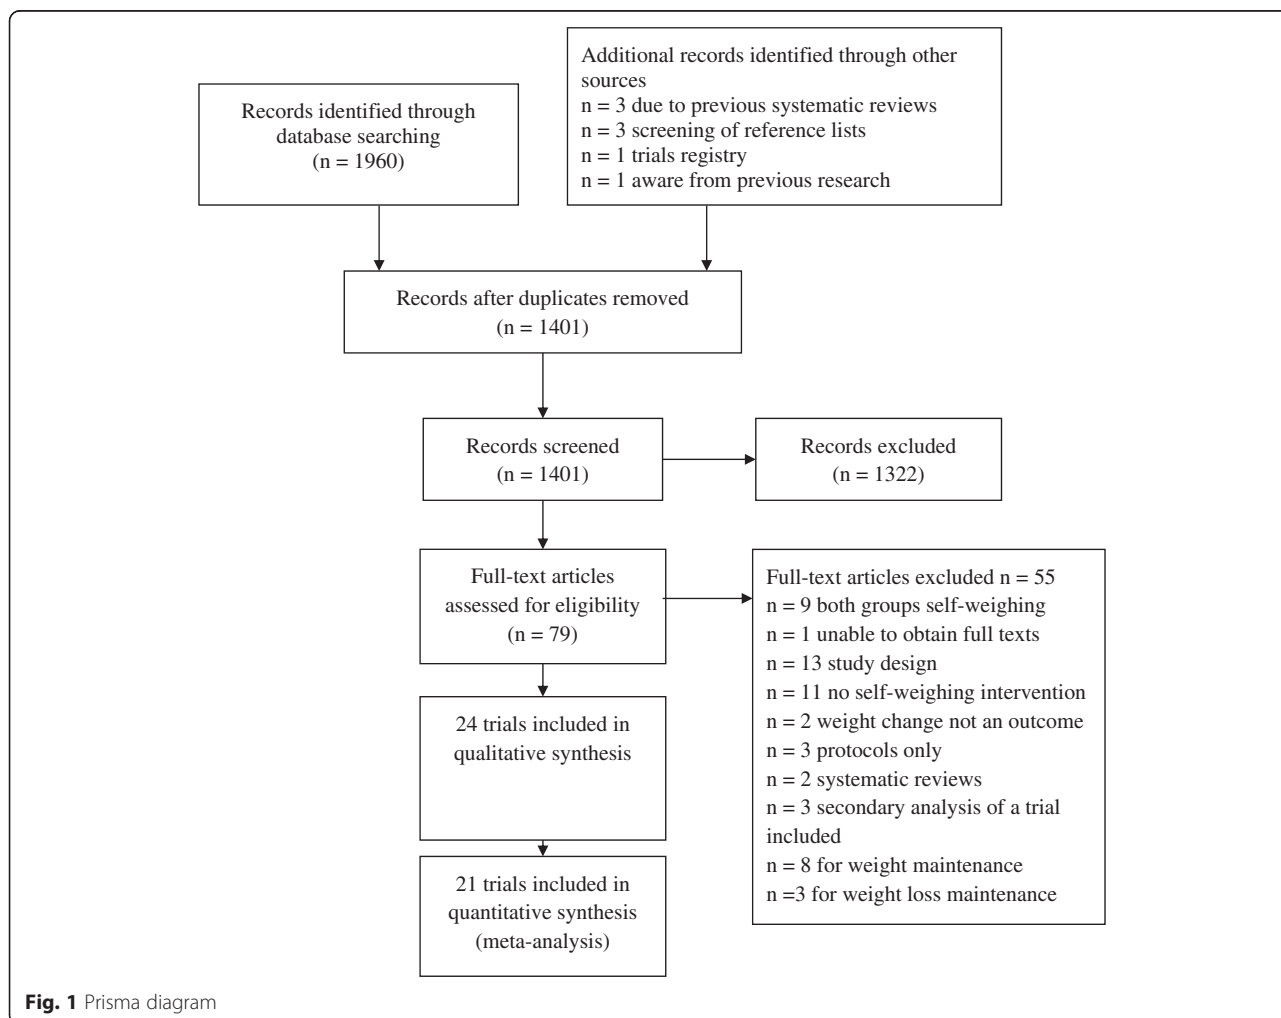 Records identified through
database searching
(n = 1960)
Additional records identified through other
sources
n = 3 due to previous systematic reviews
n = 3 screening of reference lists
n = 1 trials registry
n = 1 aware from previous research
Records after duplicates removed
(n = 1401)
Records screened
(n = 1401)
Records excluded
(n = 1322)
Full-text articles
assessed for eligibility
(n = 79)
Full-text articles excluded n = 55
n = 9 both groups self-weighing
n = 1 unable to obtain full texts
n = 13 study design
n = 11 no self-weighing intervention
n = 2 weight change not an outcome
n = 3 protocols only
n = 2 systematic reviews
n = 3 secondary analysis of a trial
included
n = 8 for weight maintenance
n =3 for weight loss maintenance
24 trials included in
qualitative synthesis
21 trials included in
quantitative synthesis
(meta-analysis)
Fig. 1 Prisma diagram